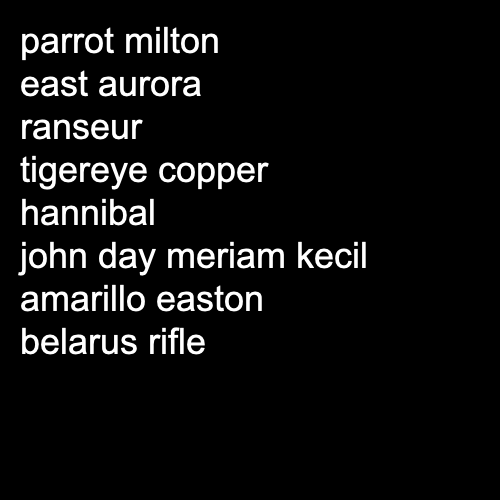 parrot milton
east aurora
ranseur
tigereye copper
hannibal
john day meriam kecil
amarillo easton
belarus rifle